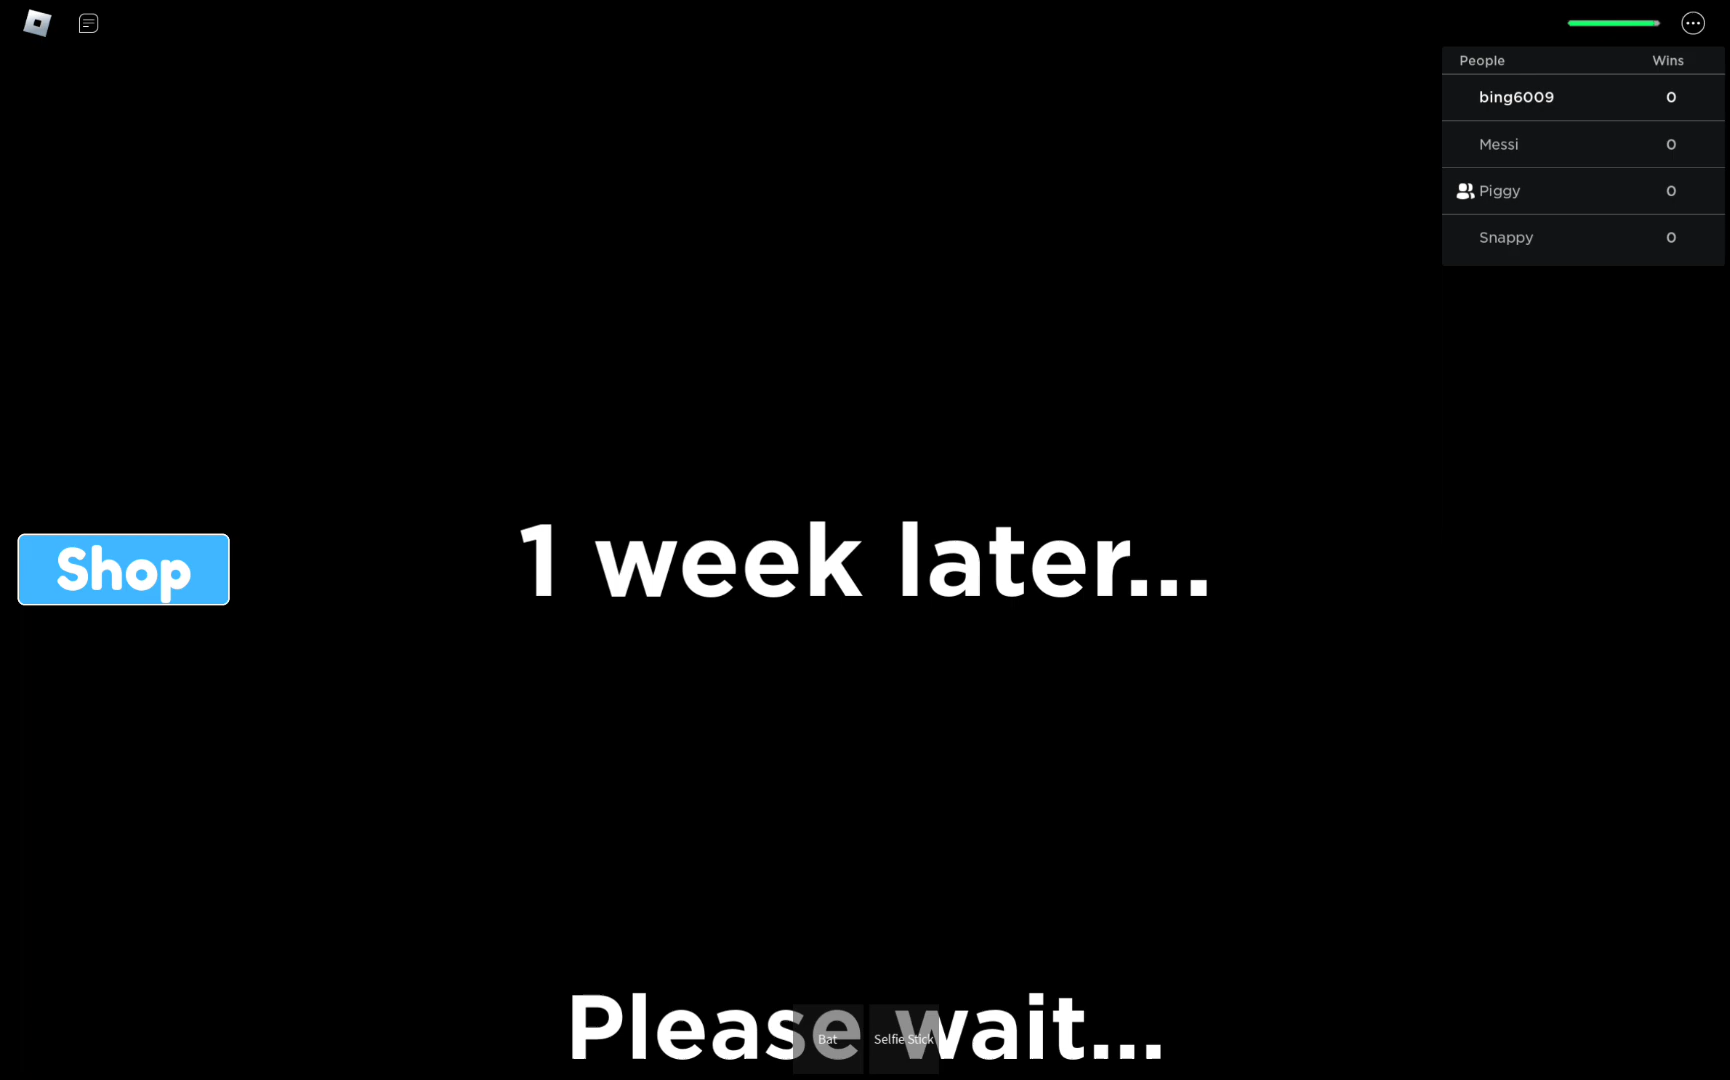 People Wins
bing6009 0
Messi 0
Piggy 0
Snappy 0
Shop
1 week later...
Please wait...
Bat
Selfie Stick